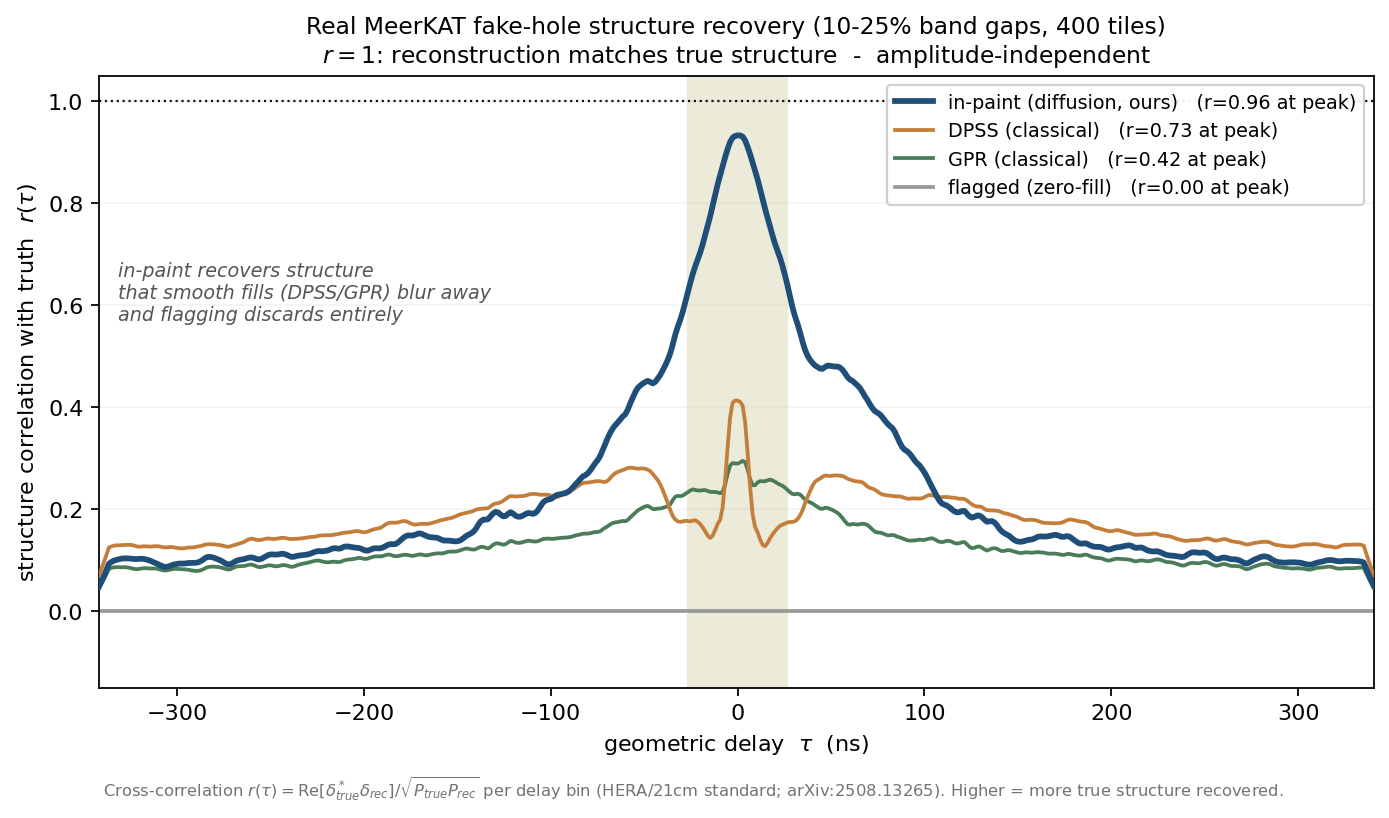 Real MeerKAT fake-hole structure recovery (10-25% band gaps, 400 tiles)
r = 1: reconstruction matches true structure - amplitude-independent
in-paint (diffusion, ours) (r=0.96 at peak)
DPSS (classical) (r=0.73 at peak)
GPR (classical) (r=0.42 at peak)
flagged (zero-fill) (r=0.00 at peak)
in-paint recovers structure
that smooth fills (DPSS/GPR) blur away
and flagging discards entirely
structure correlation with truth r(τ)
1.0
0.8
0.6
0.4
0.2
0.0
−300 −200 −100 0 100 200 300
geometric delay τ (ns)
Cross-correlation r(τ) = Re[δ*_true δ_rec]/√(P_true P_rec) per delay bin (HERA/21cm standard; arXiv:2508.13265). Higher = more true structure recovered.